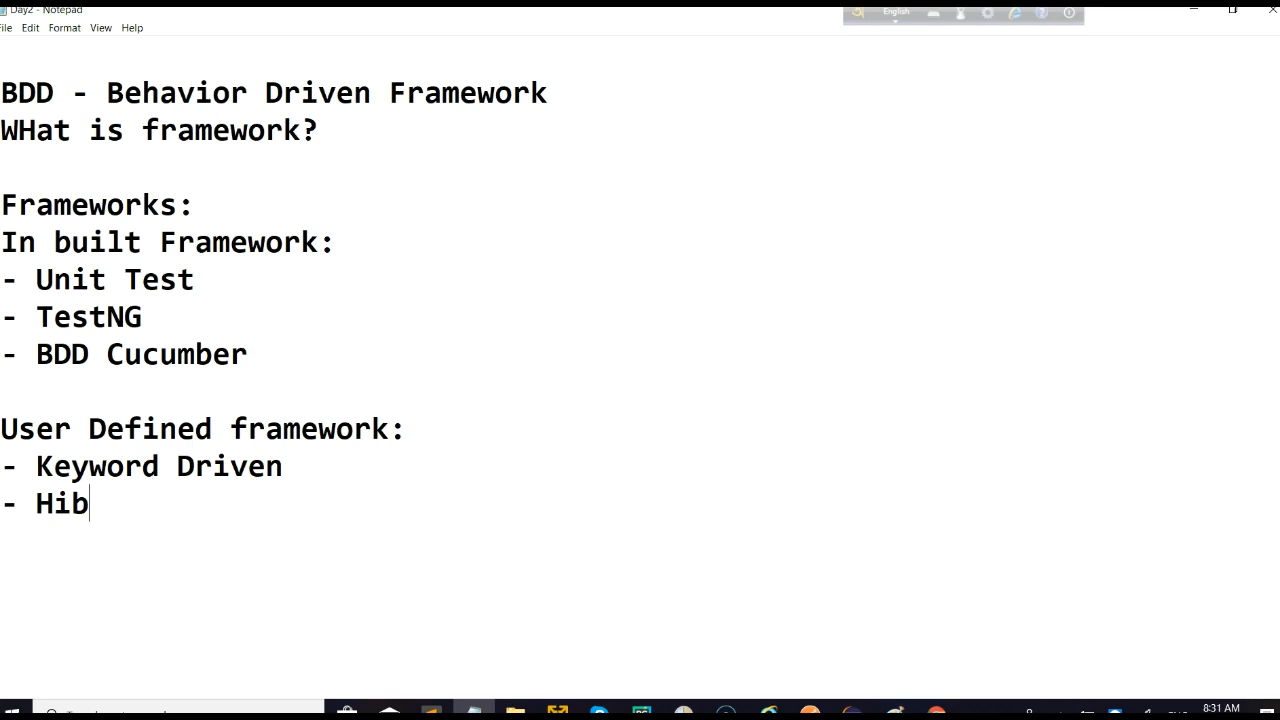 Day2 - Notepad
English
File Edit Format View Help
BDD - Behavior Driven Framework
WHat is framework?
Frameworks:
In built Framework:
- Unit Test
- TestNG
- BDD Cucumber
User Defined framework:
- Keyword Driven
- Hib
8:31 AM